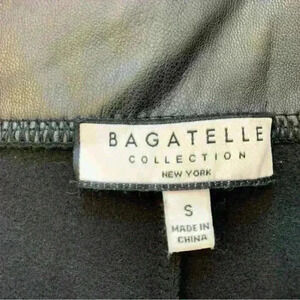 BAGATELLE
COLLECTION
NEW YORK
S
MADE IN
CHINA